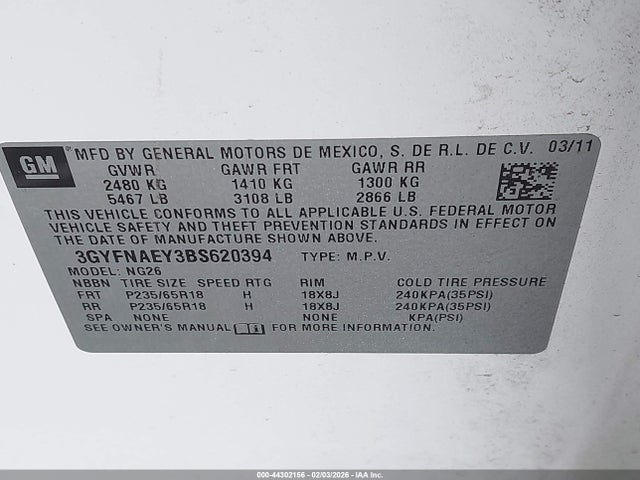 GM MFD BY GENERAL MOTORS DE MEXICO, S. DE R.L. DE C.V. 03/11
GVWR GAWR FRT GAWR RR
2480 KG 1410 KG 1300 KG
5467 LB 3108 LB 2866 LB
THIS VEHICLE CONFORMS TO ALL APPLICABLE U.S. FEDERAL MOTOR
VEHICLE SAFETY AND THEFT PREVENTION STANDARDS IN EFFECT ON
THE DATE OF MANUFACTURE SHOWN ABOVE.
3GYFNAEY3BS620394 TYPE: M.P.V.
MODEL: NG26
NBBN TIRE SIZE SPEED RTG RIM COLD TIRE PRESSURE
FRT P235/65R18 H 18X8J 240KPA(35PSI)
RR P235/65R18 H 18X8J 240KPA(35PSI)
SPA NONE NONE KPA(PSI)
SEE OWNER'S MANUAL FOR MORE INFORMATION.
000-44302156 - 02/03/2026 - IAA Inc.